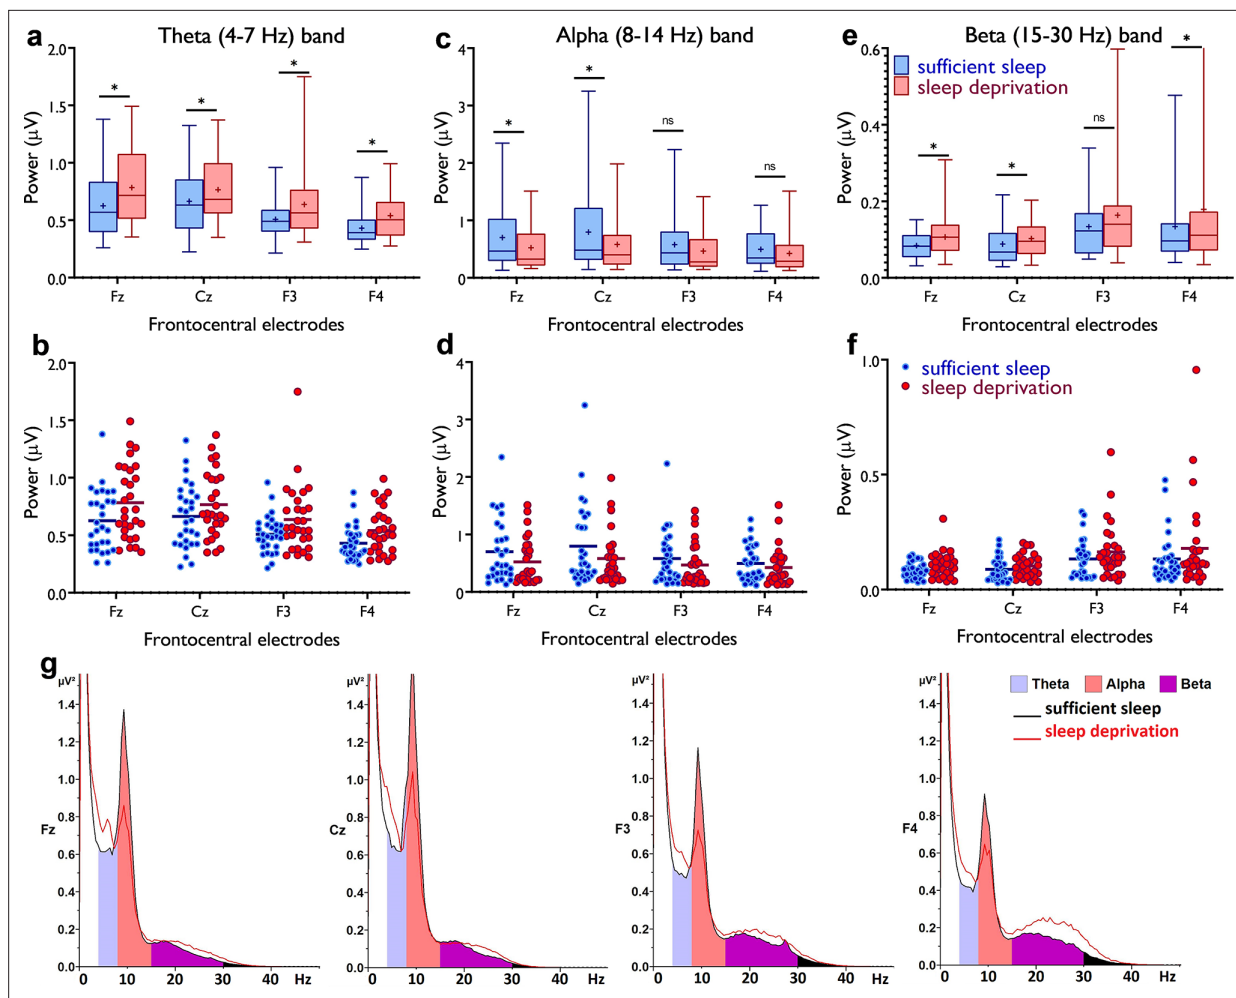 a
Theta (4-7 Hz) band
2.0
1.5
1.0
0.5
0.0
Power (µV)
*
*
*
*
Fz
Cz
F3
F4
Frontocentral electrodes
c
Alpha (8-14 Hz) band
4
3
2
1
0
Power (µV)
*
*
ns
ns
Fz
Cz
F3
F4
Frontocentral electrodes
e
Beta (15-30 Hz) band
0.6
0.4
0.2
0.0
Power (µV)
sufficient sleep
sleep deprivation
*
*
ns
*
Fz
Cz
F3
F4
Frontocentral electrodes
b
2.0
1.5
1.0
0.5
0.0
Power (µV)
Fz
Cz
F3
F4
Frontocentral electrodes
d
4
3
2
1
0
Power (µV)
Fz
Cz
F3
F4
Frontocentral electrodes
f
1.0
0.5
0.0
Power (µV)
sufficient sleep
sleep deprivation
Fz
Cz
F3
F4
Frontocentral electrodes
g
µV²
1.4
1.2
1.0
0.8
Fz
0.6
0.4
0.2
0.0
0 10 20 30 40 Hz
µV²
1.4
1.2
1.0
0.8
Cz
0.6
0.4
0.2
0.0
0 10 20 30 40 Hz
µV²
1.4
1.2
1.0
0.8
F3
0.6
0.4
0.2
0.0
0 10 20 30 40 Hz
µV²
1.4
1.2
1.0
0.8
F4
0.6
0.4
0.2
0.0
0 10 20 30 40 Hz
Theta Alpha Beta
sufficient sleep
sleep deprivation